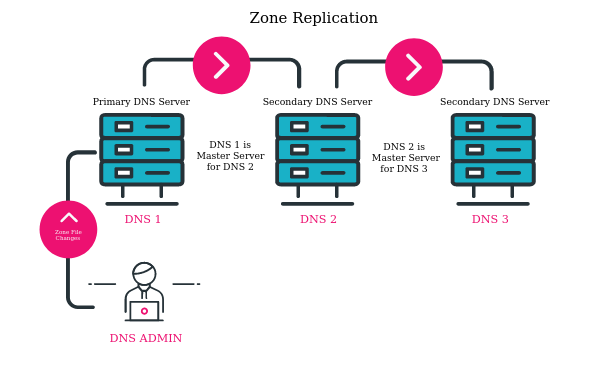 Zone Replication
Primary DNS Server
Secondary DNS Server
Secondary DNS Server
DNS 1 is
Master Server
for DNS 2
DNS 2 is
Master Server
for DNS 3
DNS 1
DNS 2
DNS 3
Zone File
Changes
DNS ADMIN